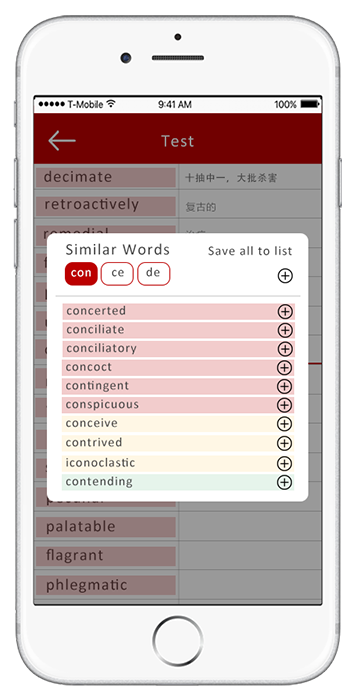 T-Mobile 9:41 AM 100%
Test
decimate 十抽中一，大批杀害
retroactively 复古的
remedial
Similar Words Save all to list
con ce de
concerted
conciliate
conciliatory
concoct
contingent
conspicuous
conceive
contrived
iconoclastic
contending
palatable
flagrant
phlegmatic